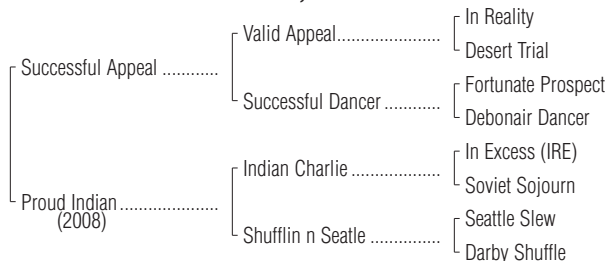 In Reality
Valid Appeal
Desert Trial
Successful Appeal
Fortunate Prospect
Successful Dancer
Debonair Dancer
In Excess (IRE)
Indian Charlie
Soviet Sojourn
Proud Indian
(2008)
Seattle Slew
Shufflin n Seatle
Darby Shuffle